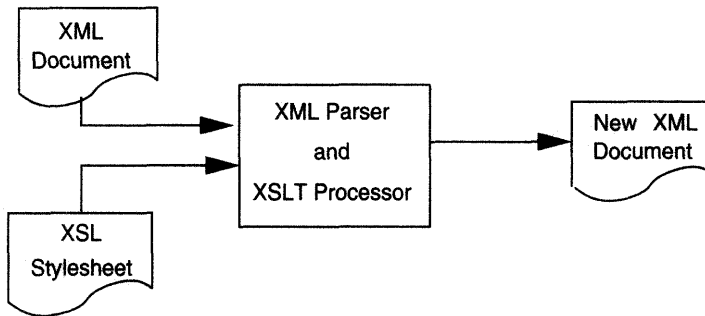 XML
Document
XML Parser
and
XSLT Processor
New XML
Document
XSL
Stylesheet